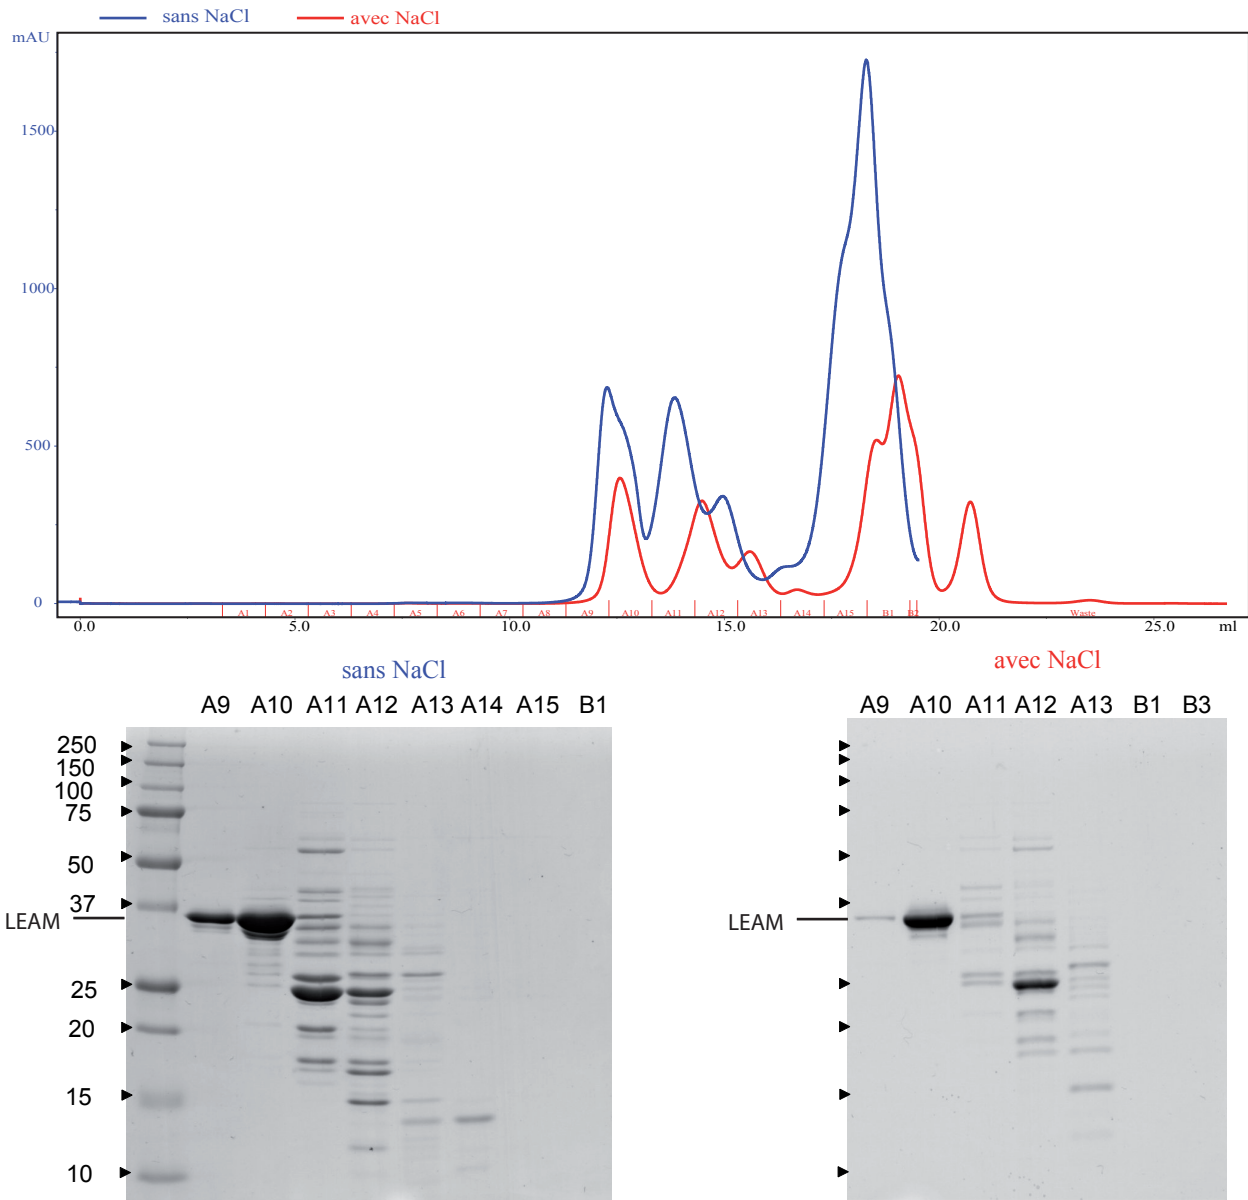 sans NaCl avec NaCl
mAU
1500
1000
500
0
A1 A2 A3 A4 A5 A6 A7 A8 A9 A10 A11 A12 A13 A14 A15 B1 B2 Waste
0.0 5.0 10.0 15.0 20.0 25.0 ml
sans NaCl
A9 A10 A11 A12 A13 A14 A15 B1
250
150
100
75
50
37
LEAM
25
20
15
10
avec NaCl
A9 A10 A11 A12 A13 B1 B3
LEAM